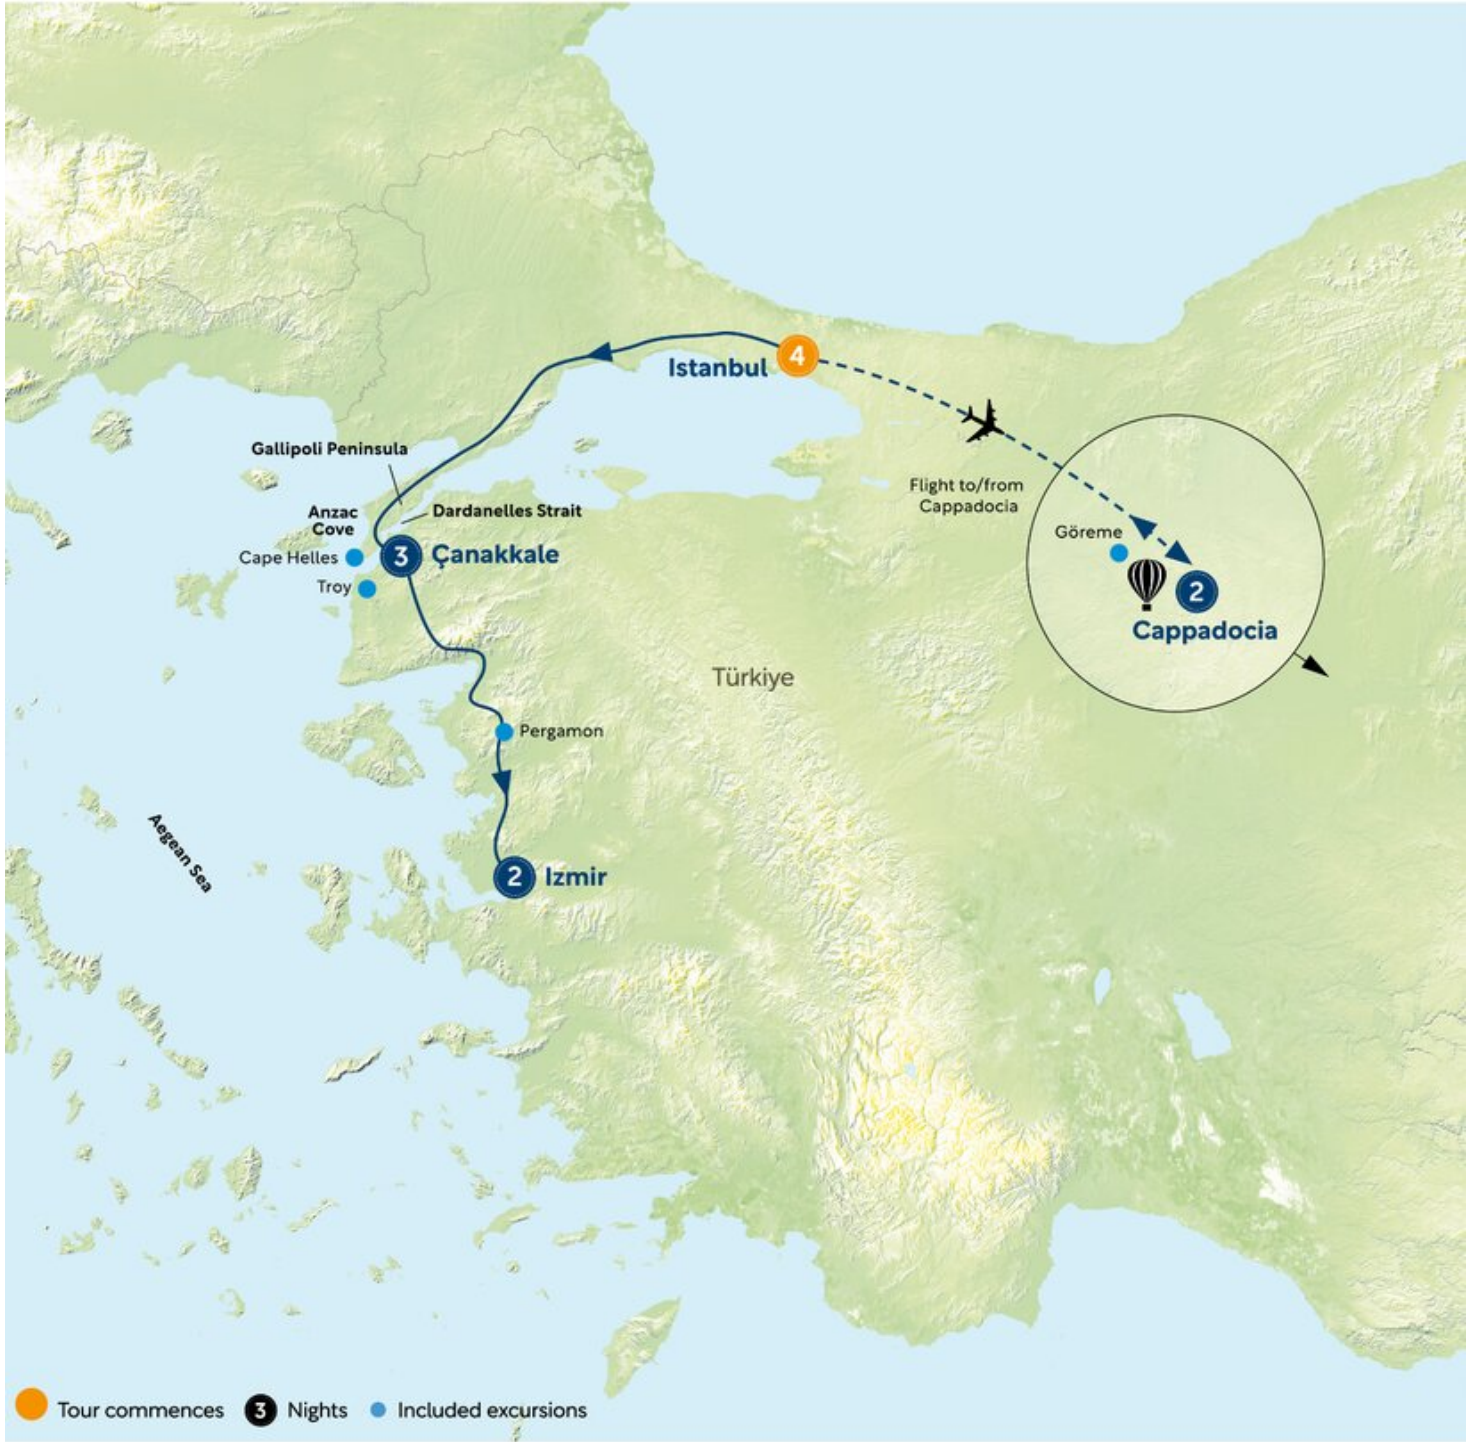 Istanbul
4
Gallipoli Peninsula
Flight to/from
Cappadocia
Anzac
Cove
Dardanelles Strait
Göreme
Cape Helles
3
Çanakkale
Troy
2
Cappadocia
Türkiye
Pergamon
Aegean Sea
2
Izmir
Tour commences
3
Nights
Included excursions